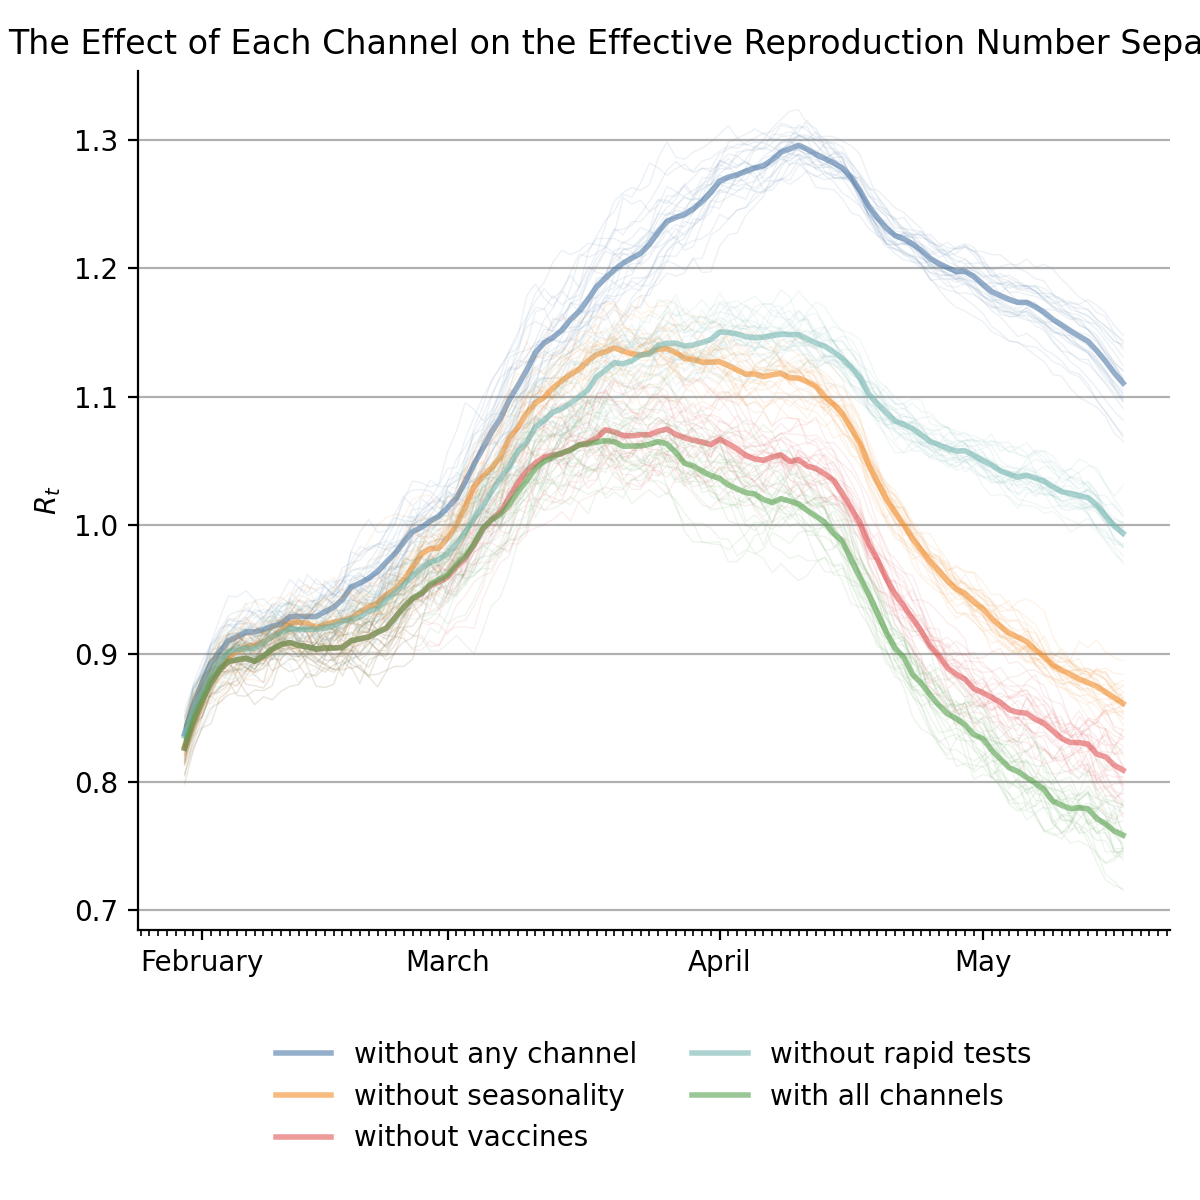 The Effect of Each Channel on the Effective Reproduction Number Sepa
1.3
1.2
1.1
1.0
0.9
0.8
0.7
R_t
February March April May
without any channel
without seasonality
without vaccines
without rapid tests
with all channels